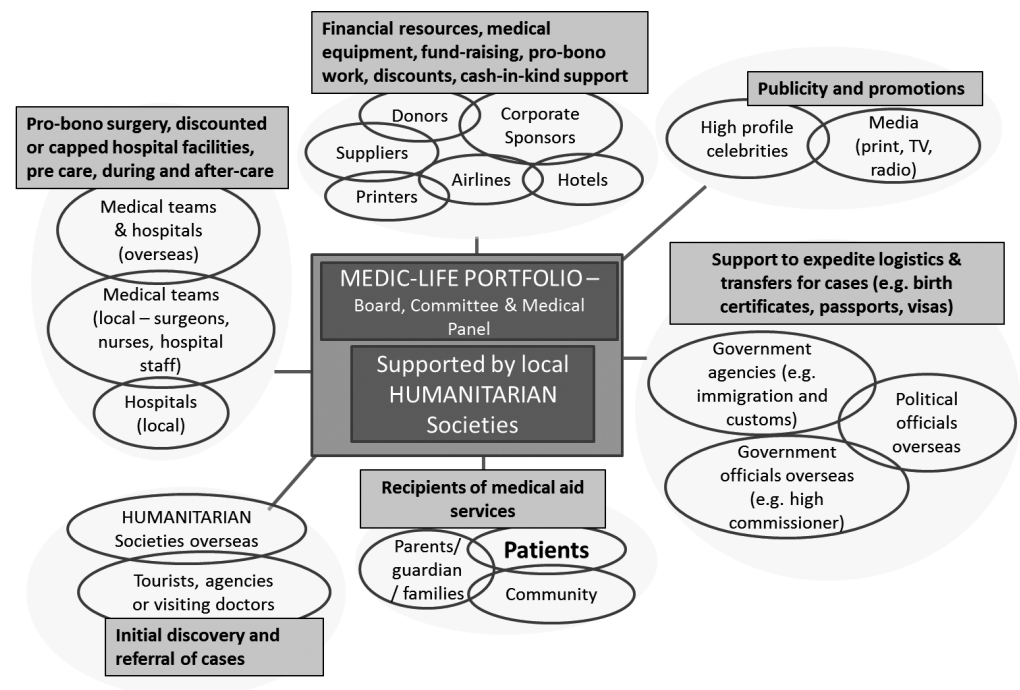 Financial resources, medical
equipment, fund-raising, pro-bono
work, discounts, cash-in-kind support
Donors
Corporate
Sponsors
Suppliers
Airlines
Hotels
Printers
Publicity and promotions
High profile
celebrities
Media
(print, TV,
radio)
Pro-bono surgery, discounted
or capped hospital facilities,
pre care, during and after-care
Medical teams
& hospitals
(overseas)
Medical teams
(local – surgeons,
nurses, hospital
staff)
Hospitals
(local)
MEDIC-LIFE PORTFOLIO –
Board, Committee & Medical
Panel
Supported by local
HUMANITARIAN
Societies
Support to expedite logistics &
transfers for cases (e.g. birth
certificates, passports, visas)
Government
agencies (e.g.
immigration and
customs)
Political
officials
overseas
Government
officials overseas
(e.g. high
commissioner)
Recipients of medical aid
services
Parents/
guardian
/ families
Patients
Community
HUMANITARIAN
Societies overseas
Tourists, agencies
or visiting doctors
Initial discovery and
referral of cases